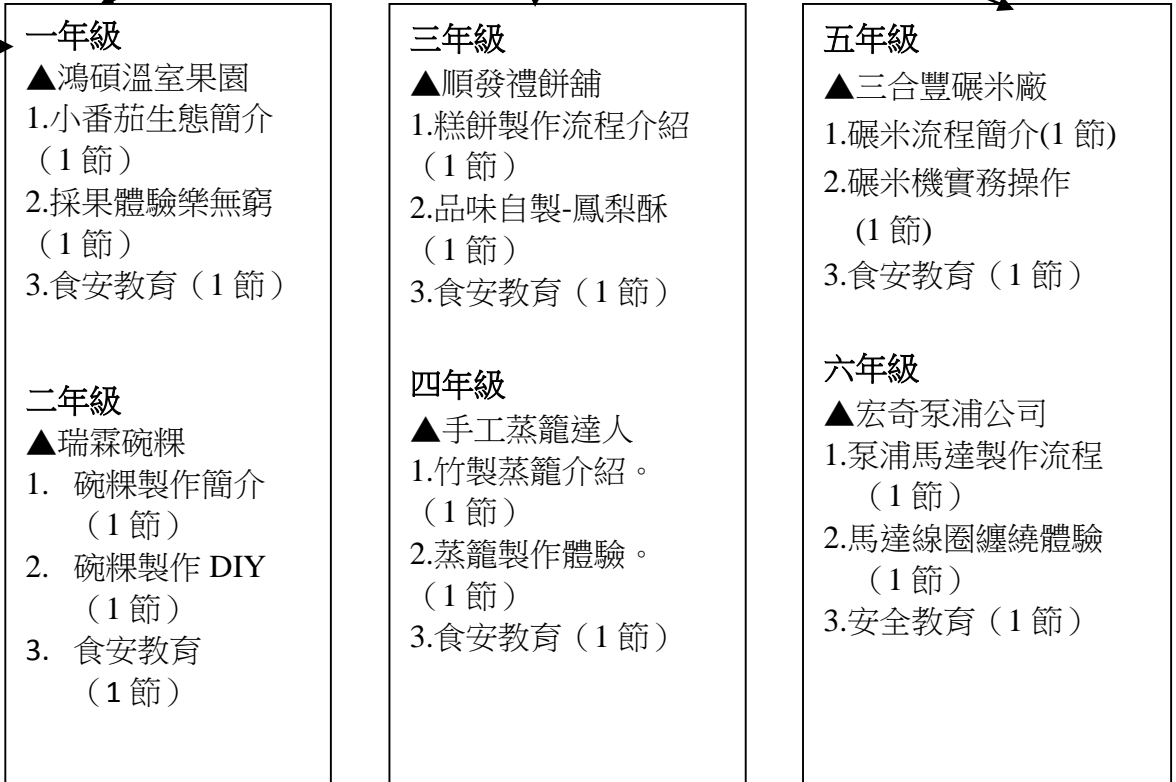 一年級
▲鴻碩溫室果園
1.小番茄生態簡介
（1 節）
2.採果體驗樂無窮
（1 節）
3.食安教育（1 節）
二年級
▲瑞霖碗粿
1. 碗粿製作簡介
（1 節）
2. 碗粿製作 DIY
（1 節）
3. 食安教育
（1 節）
三年級
▲順發禮餅舖
1.糕餅製作流程介紹
（1 節）
2.品味自製-鳳梨酥
（1 節）
3.食安教育（1 節）
四年級
▲手工蒸籠達人
1.竹製蒸籠介紹。
（1 節）
2.蒸籠製作體驗。
（1 節）
3.食安教育（1 節）
五年級
▲三合豐碾米廠
1.碾米流程簡介(1 節)
2.碾米機實務操作
(1 節)
3.食安教育（1 節）
六年級
▲宏奇泵浦公司
1.泵浦馬達製作流程
（1 節）
2.馬達線圈纏繞體驗
（1 節）
3.安全教育（1 節）